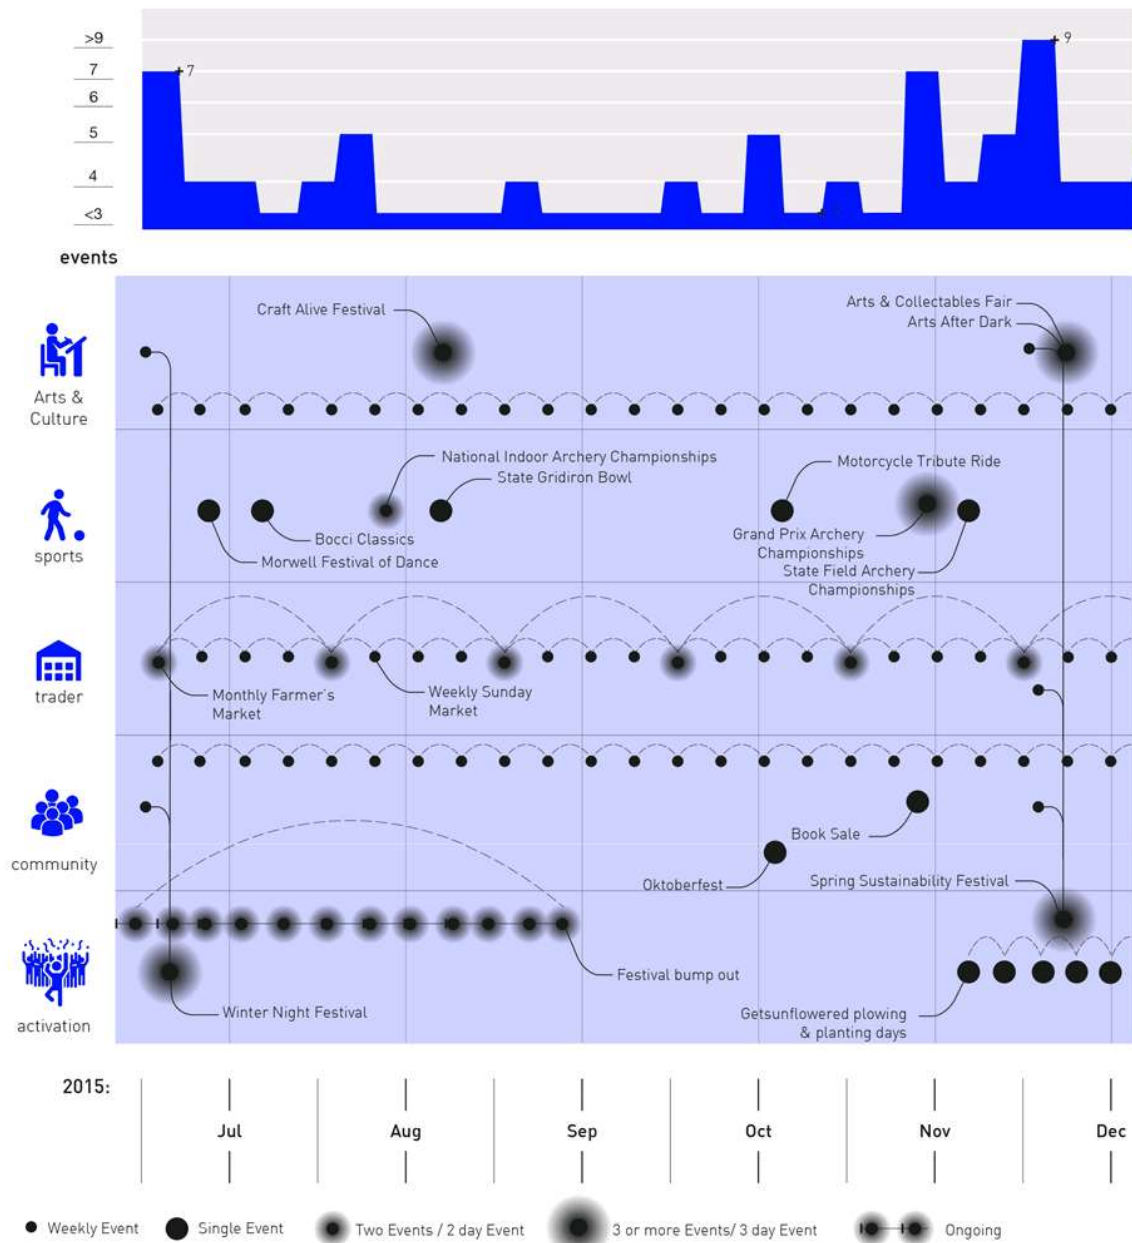 >9
9
7
7
6
5
4
<3
events
Craft Alive Festival
Arts & Collectables Fair
Arts After Dark
Arts &
Culture
National Indoor Archery Championships
State Gridiron Bowl
Motorcycle Tribute Ride
Bocci Classics
Morwell Festival of Dance
Grand Prix Archery
Championships
State Field Archery
Championships
sports
Monthly Farmer's
Market
Weekly Sunday
Market
trader
Book Sale
Oktoberfest
Spring Sustainability Festival
community
Festival bump out
Winter Night Festival
Getsunflowered plowing
& planting days
activation
2015:
Jul
Aug
Sep
Oct
Nov
Dec
Weekly Event
Single Event
Two Events / 2 day Event
3 or more Events/ 3 day Event
Ongoing